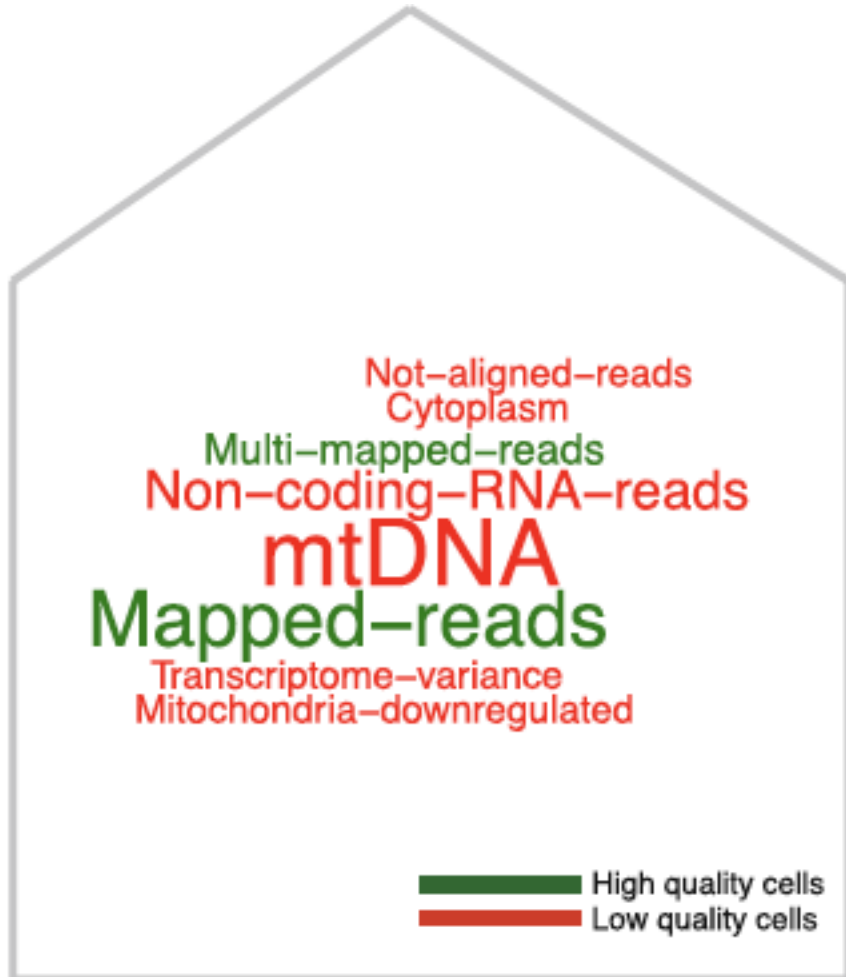 Not–aligned–reads
Cytoplasm
Multi–mapped–reads
Non–coding–RNA–reads
mtDNA
Mapped–reads
Transcriptome–variance
Mitochondria–downregulated
High quality cells
Low quality cells